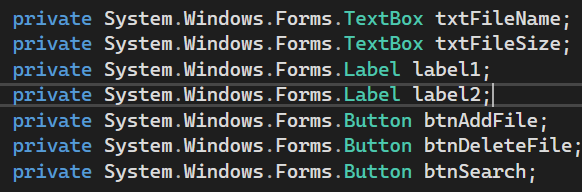 private System.Windows.Forms.TextBox txtFileName;
private System.Windows.Forms.TextBox txtFileSize;
private System.Windows.Forms.Label label1;
private System.Windows.Forms.Label label2;
private System.Windows.Forms.Button btnAddFile;
private System.Windows.Forms.Button btnDeleteFile;
private System.Windows.Forms.Button btnSearch;